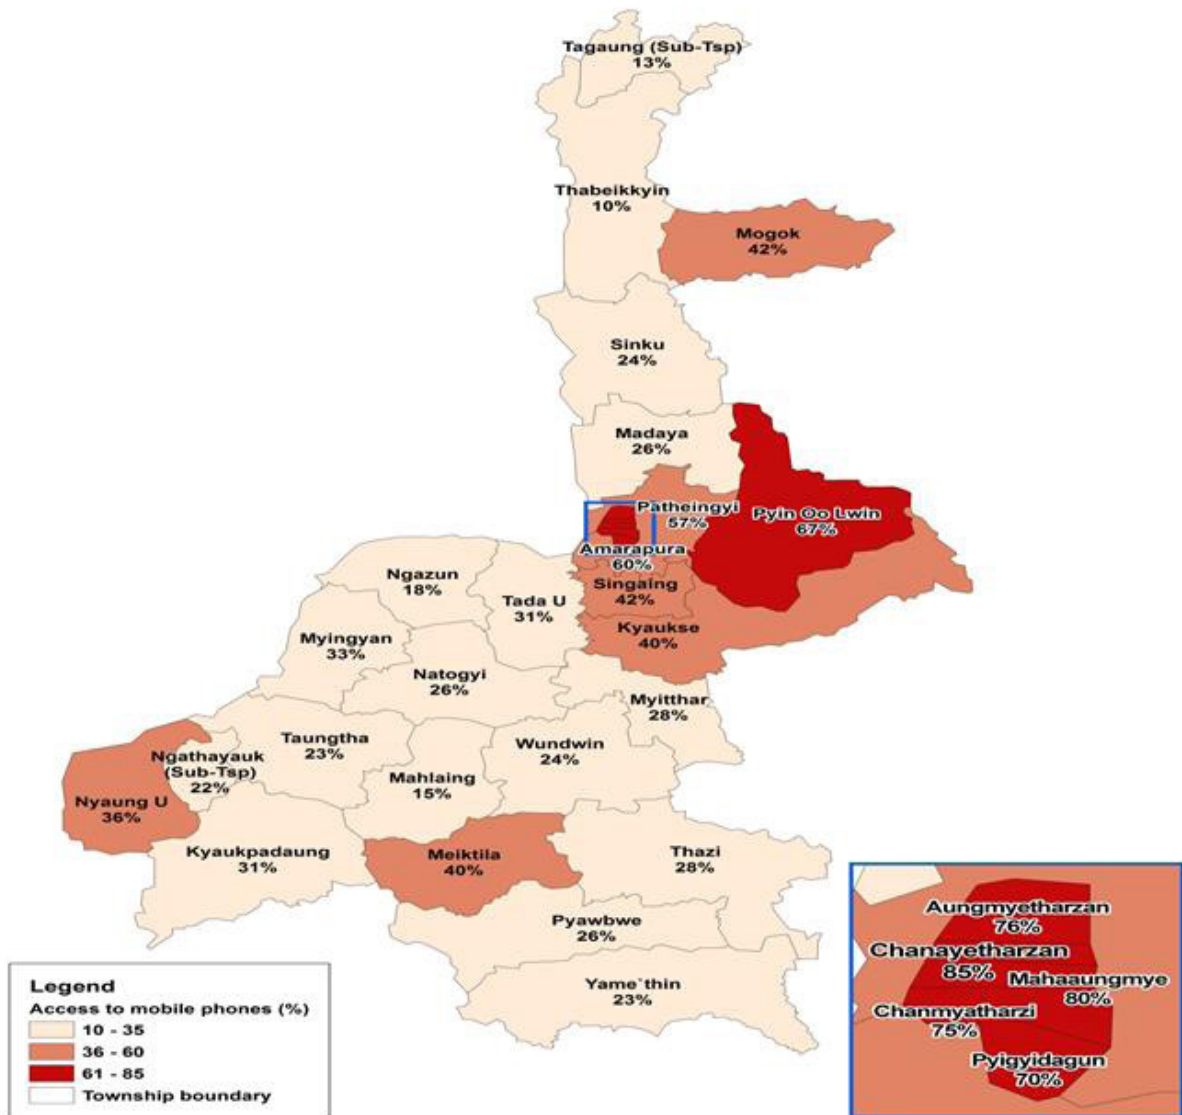 Tagaung (Sub-Tsp)
13%
Thabeikkyin
10%
Mogok
42%
Sinku
24%
Madaya
26%
Patheingyi
57%
Pyin Oo Lwin
67%
Amarapura
60%
Singaing
42%
Kyaukse
40%
Ngazun
18%
Tada U
31%
Myingyan
33%
Natogyi
26%
Myitthar
28%
Taungtha
23%
Wundwin
24%
Ngathayauk
(Sub-Tsp)
22%
Mahlaing
15%
Nyaung U
36%
Kyaukpadaung
31%
Meiktila
40%
Thazi
28%
Pyawbwe
26%
Yame`thin
23%
Aungmyetharzan
76%
Chanayetharzan
85%
Mahaaungmye
80%
Chanmyatharzi
75%
Pyigyidagun
70%
Legend
Access to mobile phones (%)
10 - 35
36 - 60
61 - 85
Township boundary